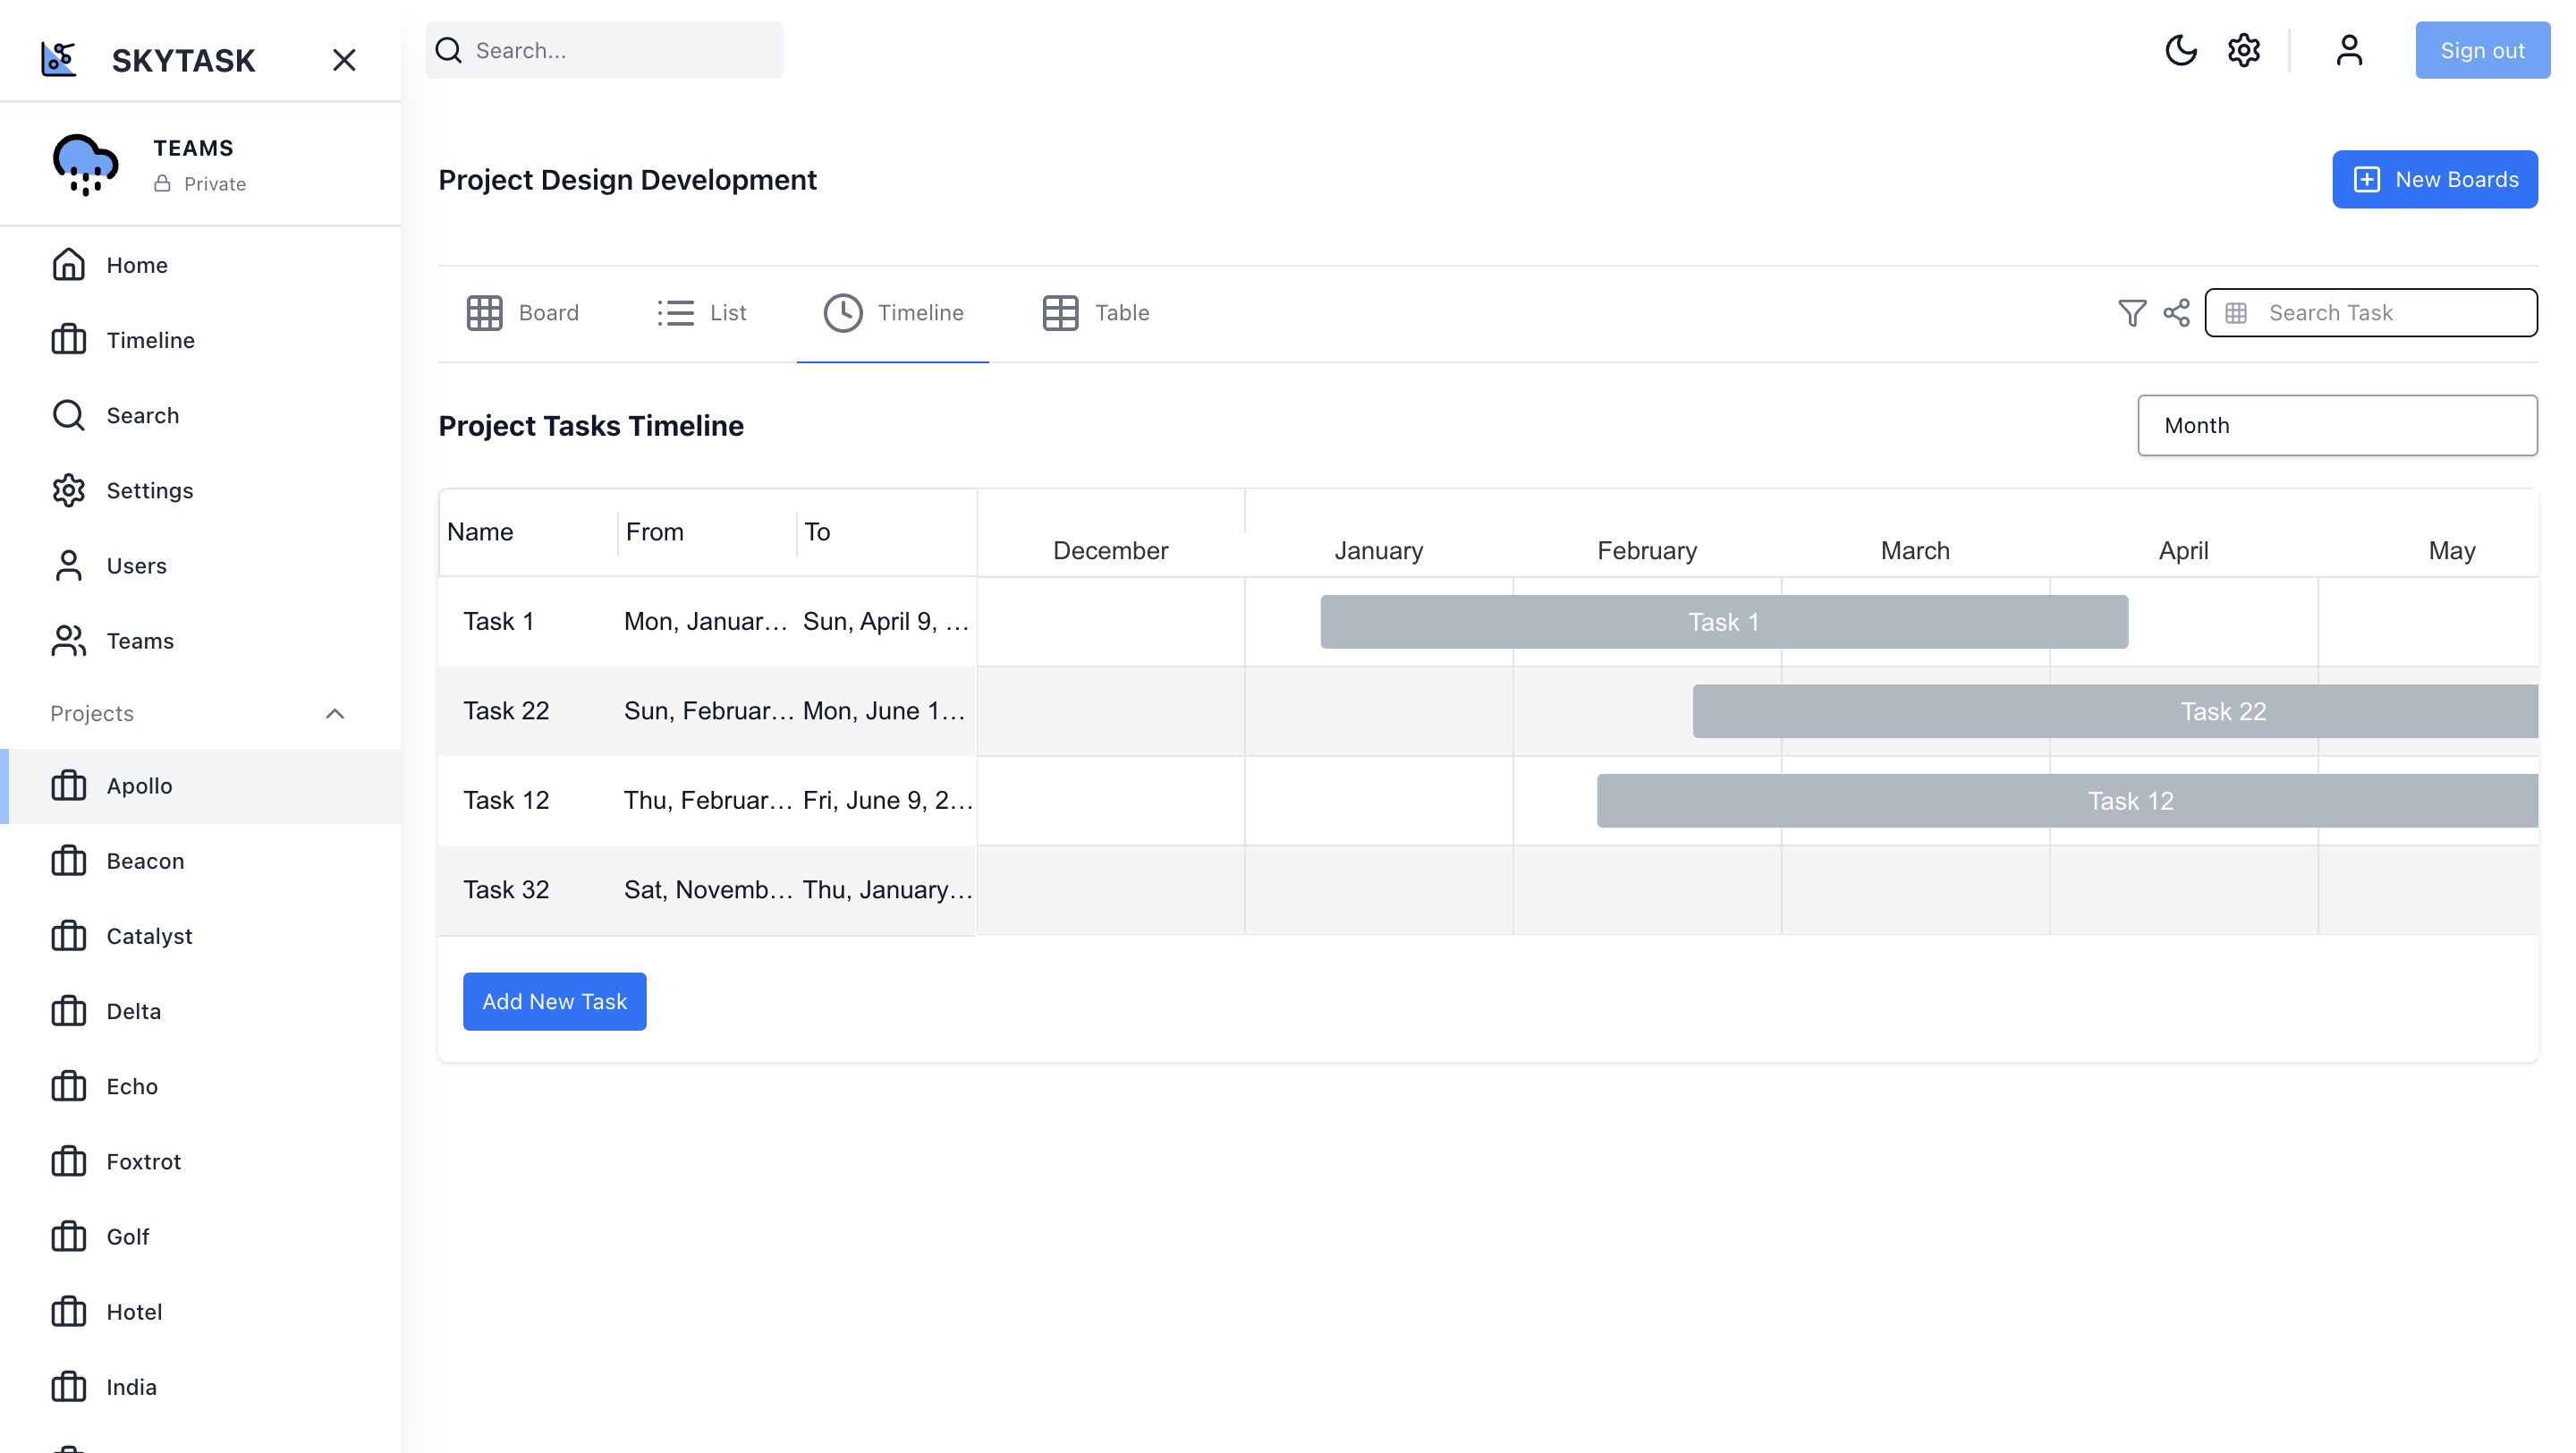 SKYTASK
Search...
Sign out
TEAMS
Private
Home
Timeline
Search
Settings
Users
Teams
Projects
Apollo
Beacon
Catalyst
Delta
Echo
Foxtrot
Golf
Hotel
India
Project Design Development
New Boards
Board
List
Timeline
Table
Search Task
Project Tasks Timeline
Month
Name From To December January February March April May
Task 1 Mon, Januar... Sun, April 9, ... Task 1
Task 22 Sun, Februar... Mon, June 1... Task 22
Task 12 Thu, Februar... Fri, June 9, 2... Task 12
Task 32 Sat, Novemb... Thu, January...
Add New Task